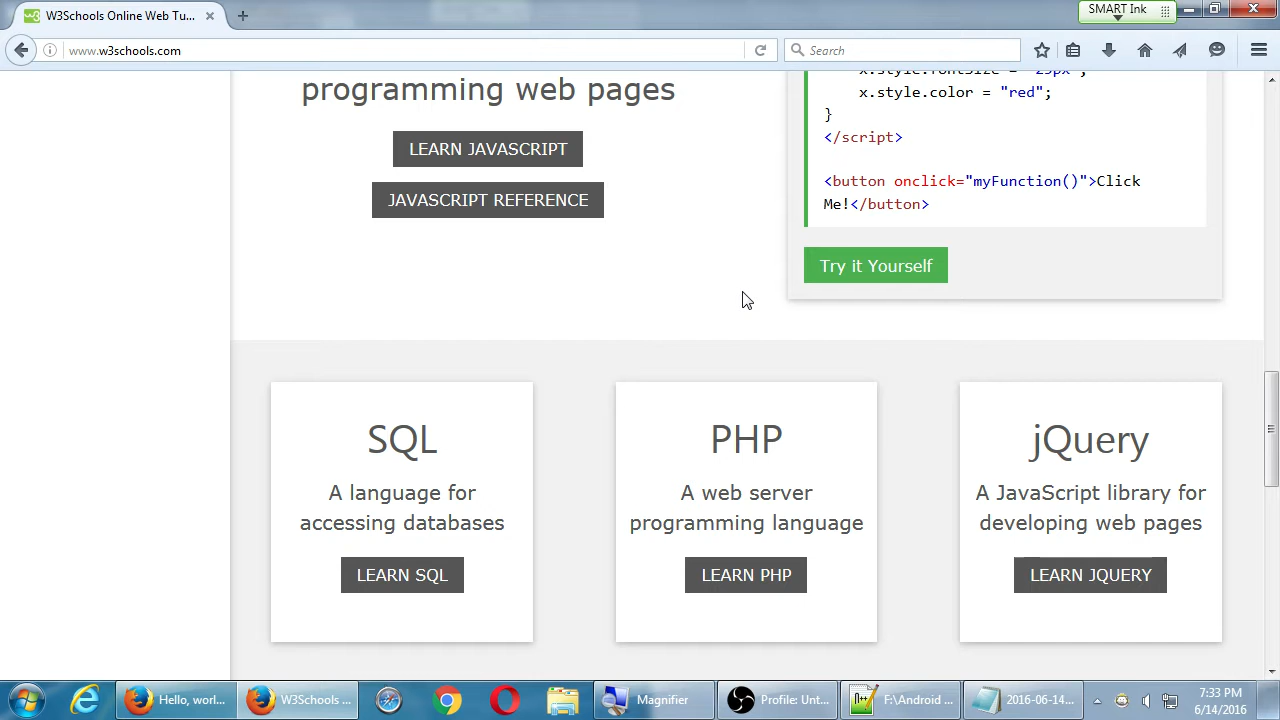 W3Schools Online Web Tu...
SMART Ink
www.w3schools.com
Search
programming web pages
LEARN JAVASCRIPT
JAVASCRIPT REFERENCE
x.style.fontSize = "25px";
x.style.color = "red";
}
</script>
<button onclick="myFunction()">Click
Me!</button>
Try it Yourself
SQL
A language for
accessing databases
LEARN SQL
PHP
A web server
programming language
LEARN PHP
jQuery
A JavaScript library for
developing web pages
LEARN JQUERY
Hello, worl...
W3Schools ...
Magnifier
Profile: Unt...
F:\Android ...
2016-06-14...
7:33 PM
6/14/2016